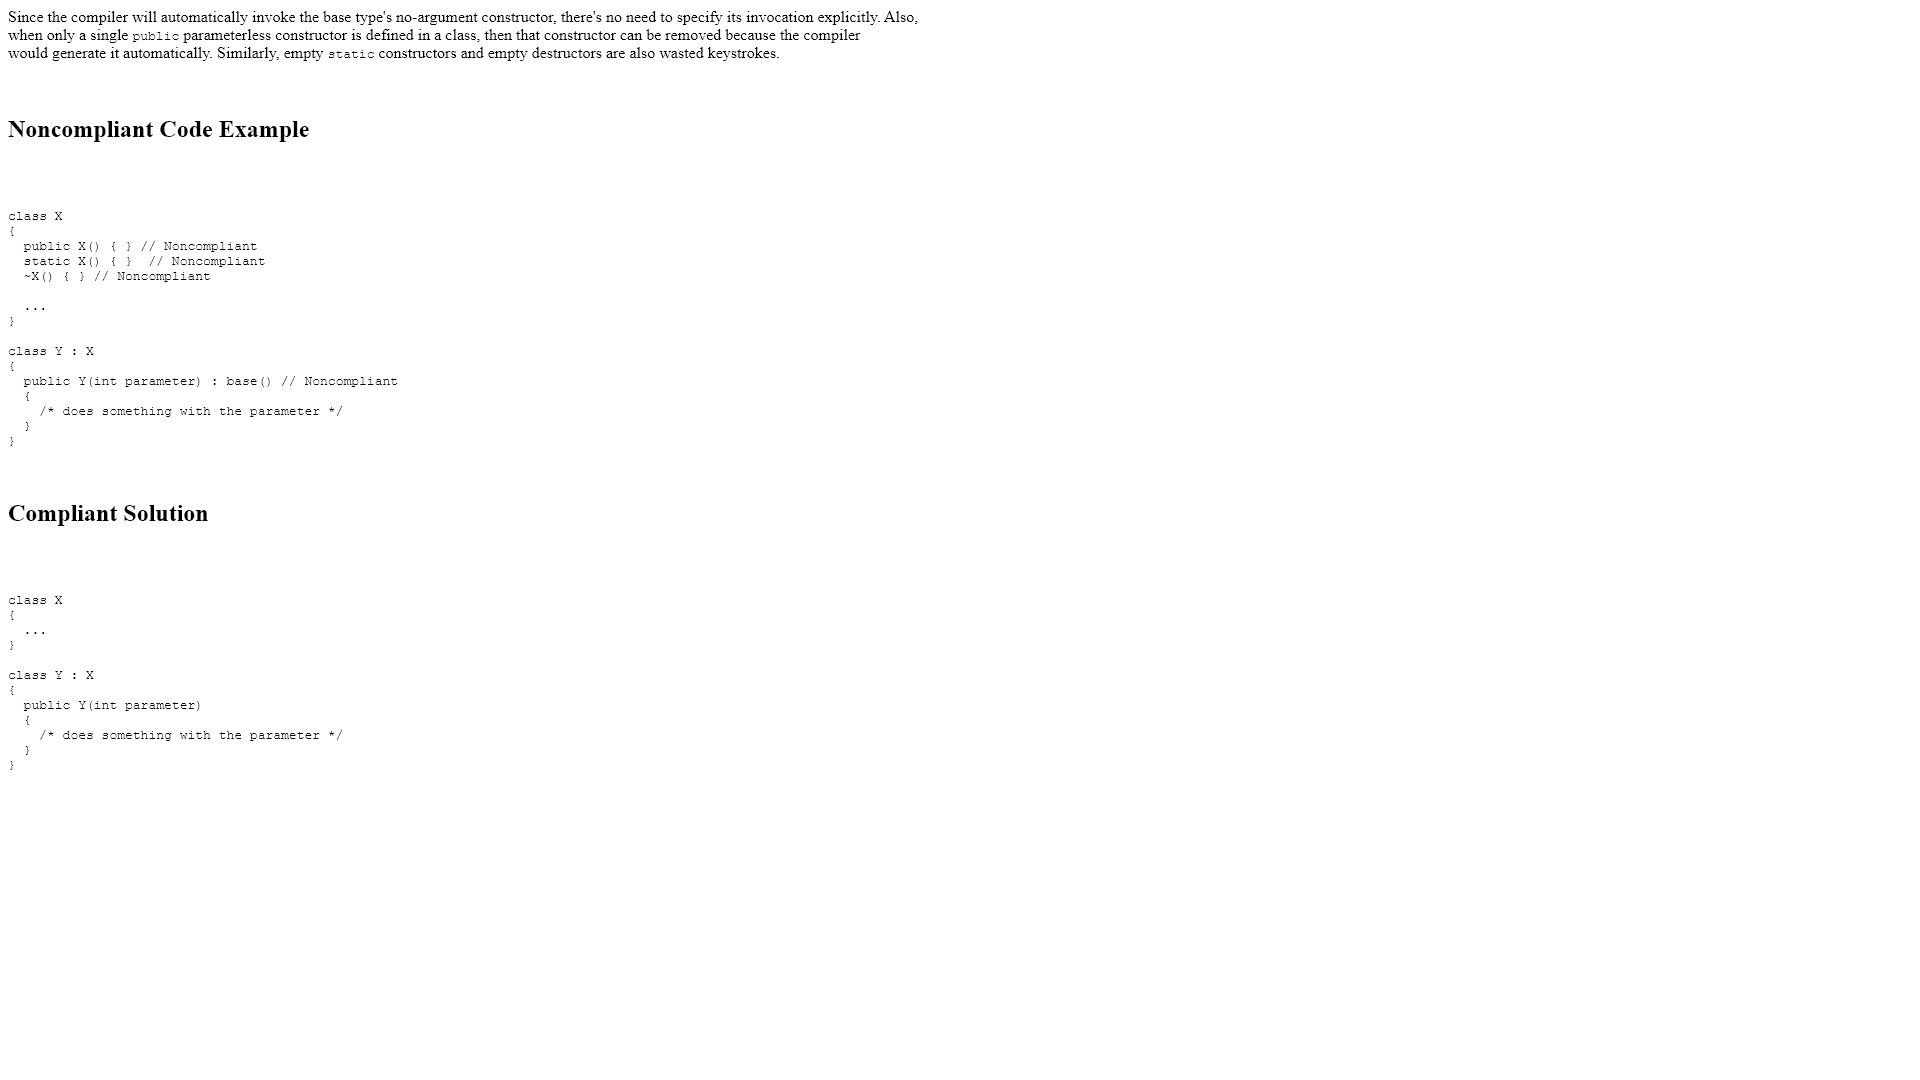 Since the compiler will automatically invoke the base type's no-argument constructor, there's no need to specify its invocation explicitly. Also,
when only a single public parameterless constructor is defined in a class, then that constructor can be removed because the compiler
would generate it automatically. Similarly, empty static constructors and empty destructors are also wasted keystrokes.
Noncompliant Code Example
class X
{
  public X() { } // Noncompliant
  static X() { }  // Noncompliant
  ~X() { } // Noncompliant
  ...
}
class Y : X
{
  public Y(int parameter) : base() // Noncompliant
  {
    /* does something with the parameter */
  }
}
Compliant Solution
class X
{
  ...
}
class Y : X
{
  public Y(int parameter)
  {
    /* does something with the parameter */
  }
}